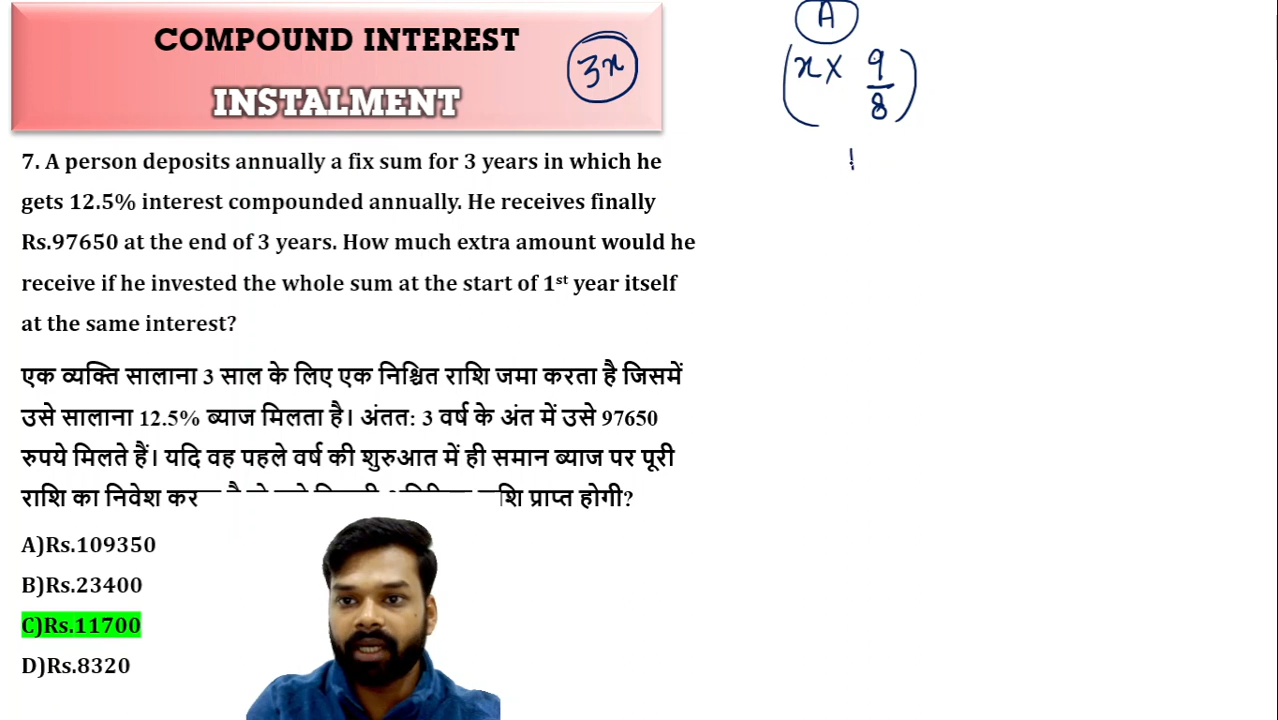 COMPOUND INTEREST
INSTALMENT
3x
A
(x × 9/8)
7. A person deposits annually a fix sum for 3 years in which he
gets 12.5% interest compounded annually. He receives finally
Rs.97650 at the end of 3 years. How much extra amount would he
receive if he invested the whole sum at the start of 1st year itself
at the same interest?
एक व्यक्ति सालाना 3 साल के लिए एक निश्चित राशि जमा करता है जिसमें
उसे सालाना 12.5% ब्याज मिलता है। अंतत: 3 वर्ष के अंत में उसे 97650
रुपये मिलते हैं। यदि वह पहले वर्ष की शुरुआत में ही समान ब्याज पर पूरी
राशि का निवेश प्राप्त होगी?
A)Rs.109350
B)Rs.23400
C)Rs.11700
D)Rs.8320